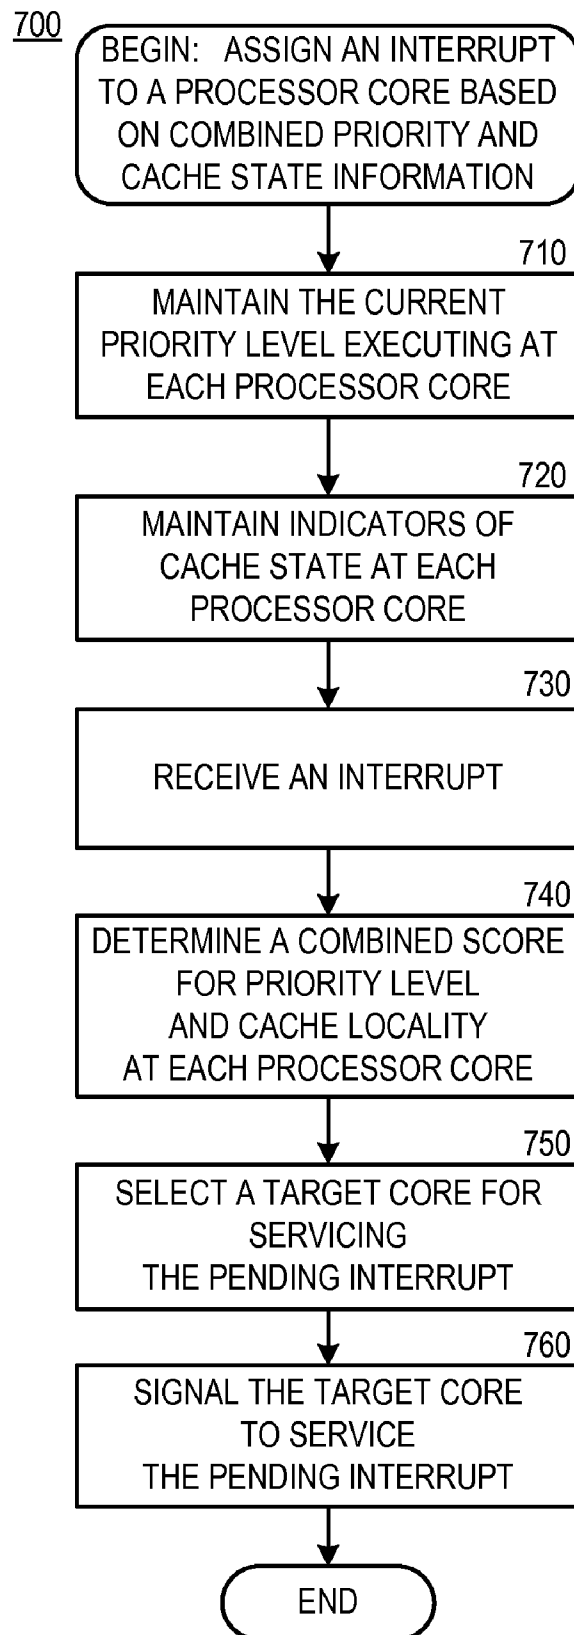 700
BEGIN: ASSIGN AN INTERRUPT
TO A PROCESSOR CORE BASED
ON COMBINED PRIORITY AND
CACHE STATE INFORMATION
710
MAINTAIN THE CURRENT
PRIORITY LEVEL EXECUTING AT
EACH PROCESSOR CORE
720
MAINTAIN INDICATORS OF
CACHE STATE AT EACH
PROCESSOR CORE
730
RECEIVE AN INTERRUPT
740
DETERMINE A COMBINED SCORE
FOR PRIORITY LEVEL
AND CACHE LOCALITY
AT EACH PROCESSOR CORE
750
SELECT A TARGET CORE FOR
SERVICING
THE PENDING INTERRUPT
760
SIGNAL THE TARGET CORE
TO SERVICE
THE PENDING INTERRUPT
END